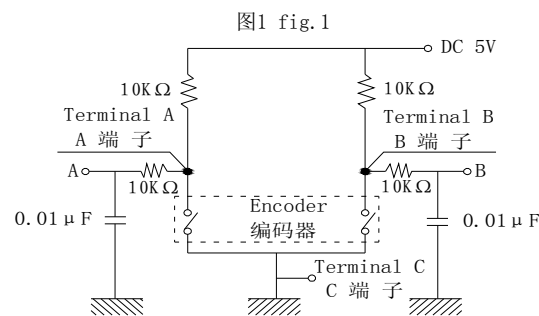 图1 fig.1
DC 5V
10KΩ
10KΩ
Terminal A
A 端 子
Terminal B
B 端 子
A
10KΩ
10KΩ
B
0.01μF
Encoder
编码器
0.01μF
Terminal C
C 端 子